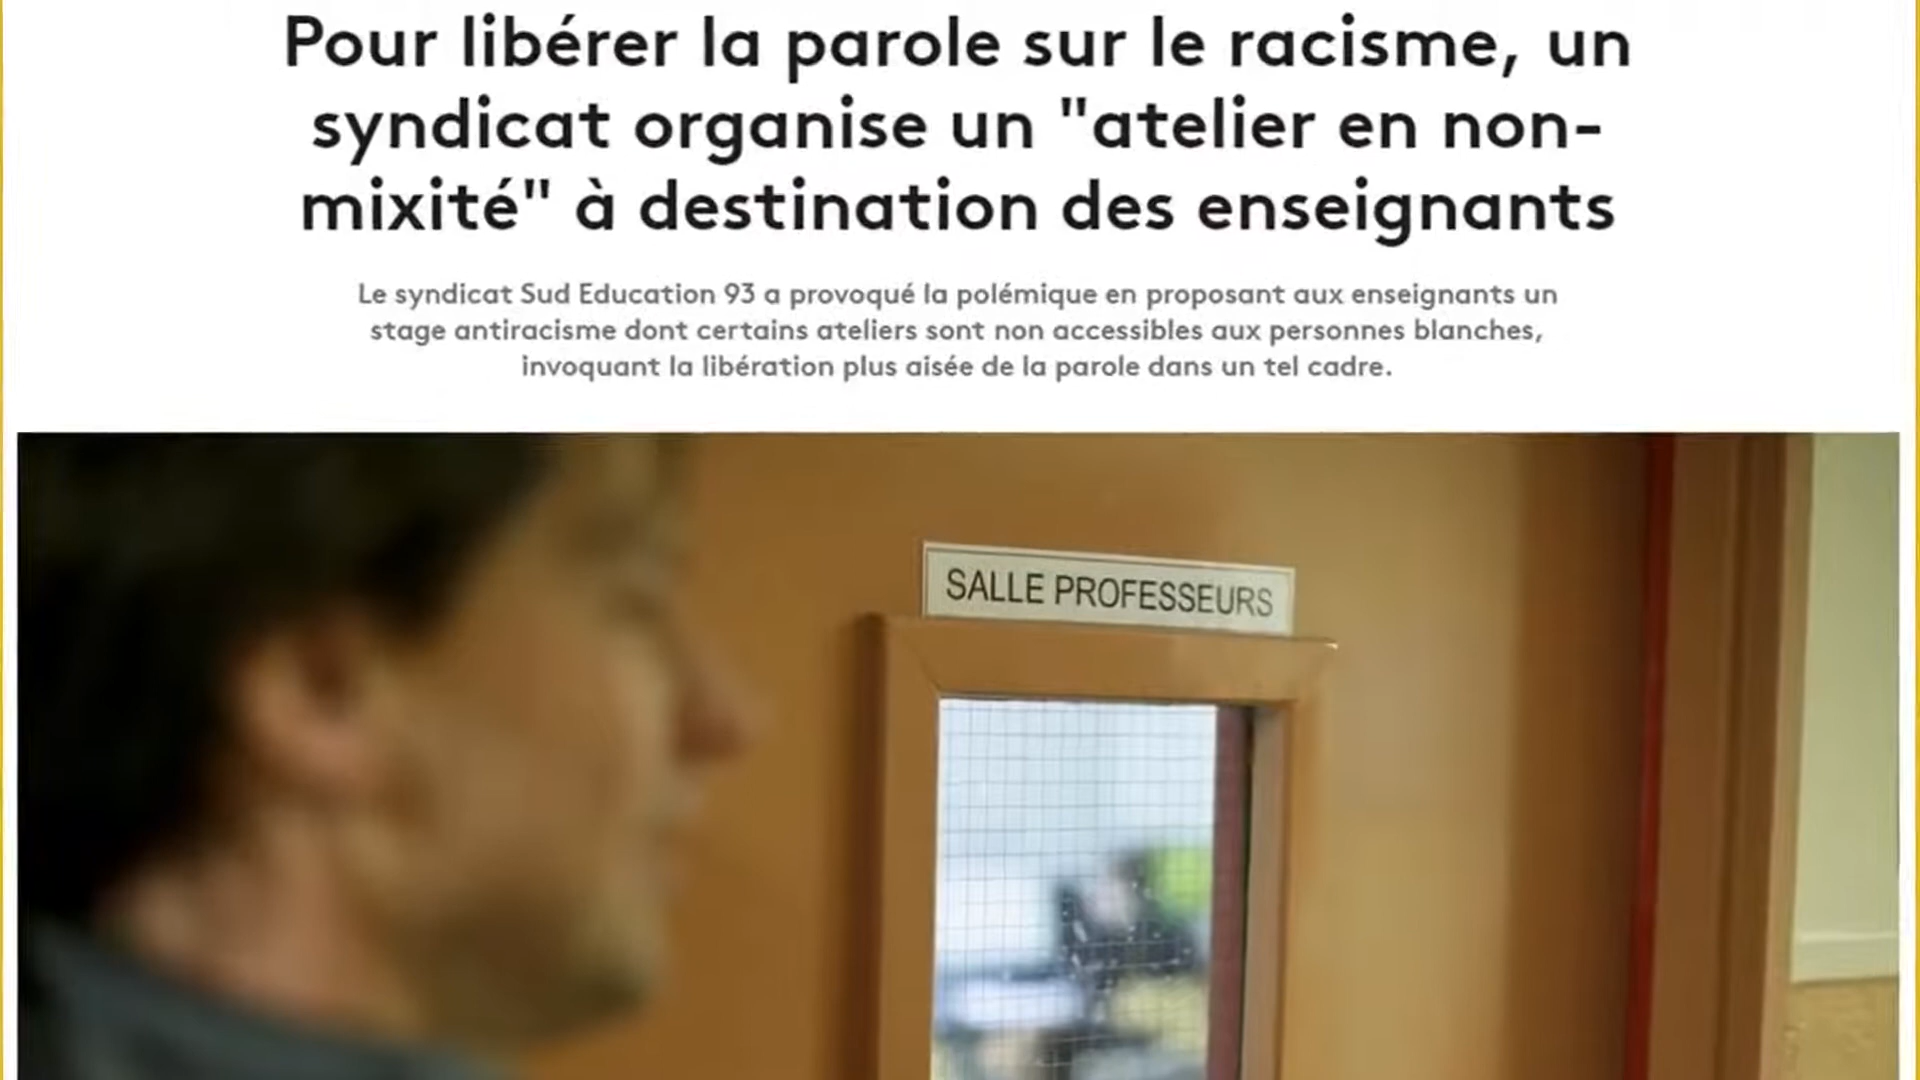 Pour libérer la parole sur le racisme, un
syndicat organise un "atelier en non-
mixité" à destination des enseignants
Le syndicat Sud Education 93 a provoqué la polémique en proposant aux enseignants un
stage antiracisme dont certains ateliers sont non accessibles aux personnes blanches,
invoquant la libération plus aisée de la parole dans un tel cadre.
SALLE PROFESSEURS